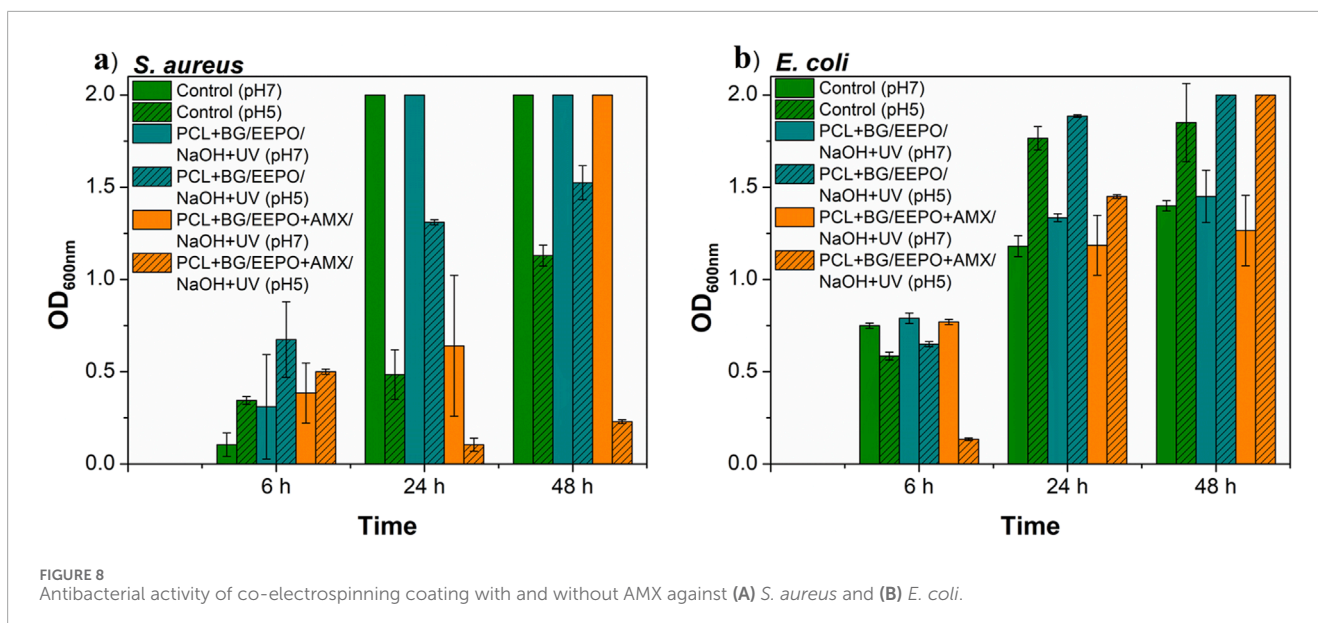 a) S. aureus
Control (pH7)
Control (pH5)
PCL+BG/EEPO/
NaOH+UV (pH7)
PCL+BG/EEPO/
NaOH+UV (pH5)
PCL+BG/EEPO+AMX/
NaOH+UV (pH7)
PCL+BG/EEPO+AMX/
NaOH+UV (pH5)
2.0
1.5
1.0
0.5
0.0
OD600nm
6 h 24 h 48 h
Time
b) E. coli
Control (pH7)
Control (pH5)
PCL+BG/EEPO/
NaOH+UV (pH7)
PCL+BG/EEPO/
NaOH+UV (pH5)
PCL+BG/EEPO+AMX/
NaOH+UV (pH7)
PCL+BG/EEPO+AMX/
NaOH+UV (pH5)
2.0
1.5
1.0
0.5
0.0
OD600nm
6 h 24 h 48 h
Time
FIGURE 8
Antibacterial activity of co-electrospinning coating with and without AMX against (A) S. aureus and (B) E. coli.